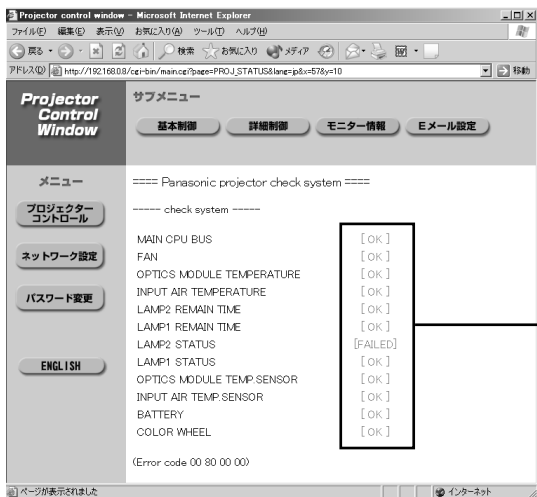 Projector control window - Microsoft Internet Explorer
ファイル(F) 編集(E) 表示(V) お気に入り(A) ツール(T) ヘルプ(H)
戻る 検索 お気に入り メディア
アドレス(D) http://192.168.0.8/cgi-bin/main.cgi?page=PROJ_STATUS&lang=jp&x=57&y=10 移動
Projector
Control
Window
サブメニュー
基本制御 詳細制御 モニター情報 Eメール設定
メニュー
プロジェクター
コントロール
ネットワーク設定
パスワード変更
ENGLISH
==== Panasonic projector check system ====
----- check system -----
MAIN CPU BUS [ OK ]
FAN [ OK ]
OPTICS MODULE TEMPERATURE [ OK ]
INPUT AIR TEMPERATURE [ OK ]
LAMP2 REMAIN TIME [ OK ]
LAMP1 REMAIN TIME [ OK ]
LAMP2 STATUS [FAILED]
LAMP1 STATUS [ OK ]
OPTICS MODULE TEMP.SENSOR [ OK ]
INPUT AIR TEMP.SENSOR [ OK ]
BATTERY [ OK ]
COLOR WHEEL [ OK ]
(Error code 00 80 00 00)
ページが表示されました インターネット